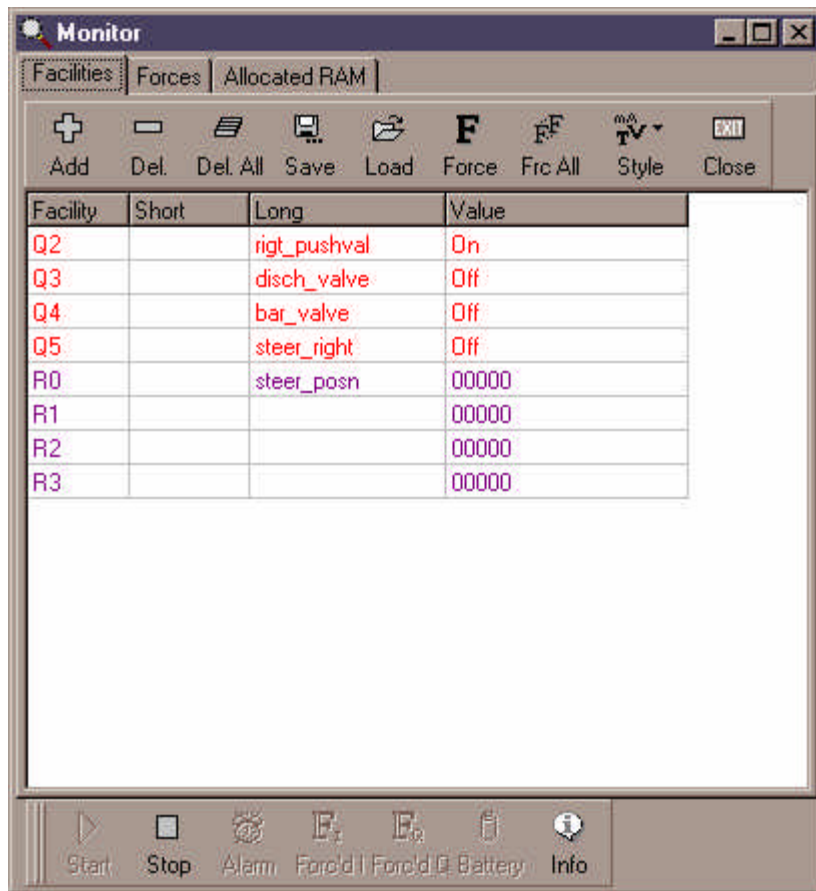 Monitor
Facilities Forces Allocated RAM
Add Del. Del. All Save Load Force Frc All Style Close
Facility Short Long Value
Q2 rigt_pushval On
Q3 disch_valve Off
Q4 bar_valve Off
Q5 steer_right Off
R0 steer_posn 00000
R1 00000
R2 00000
R3 00000
Start Stop Alarm Forc'd I Forc'd Q Battery Info